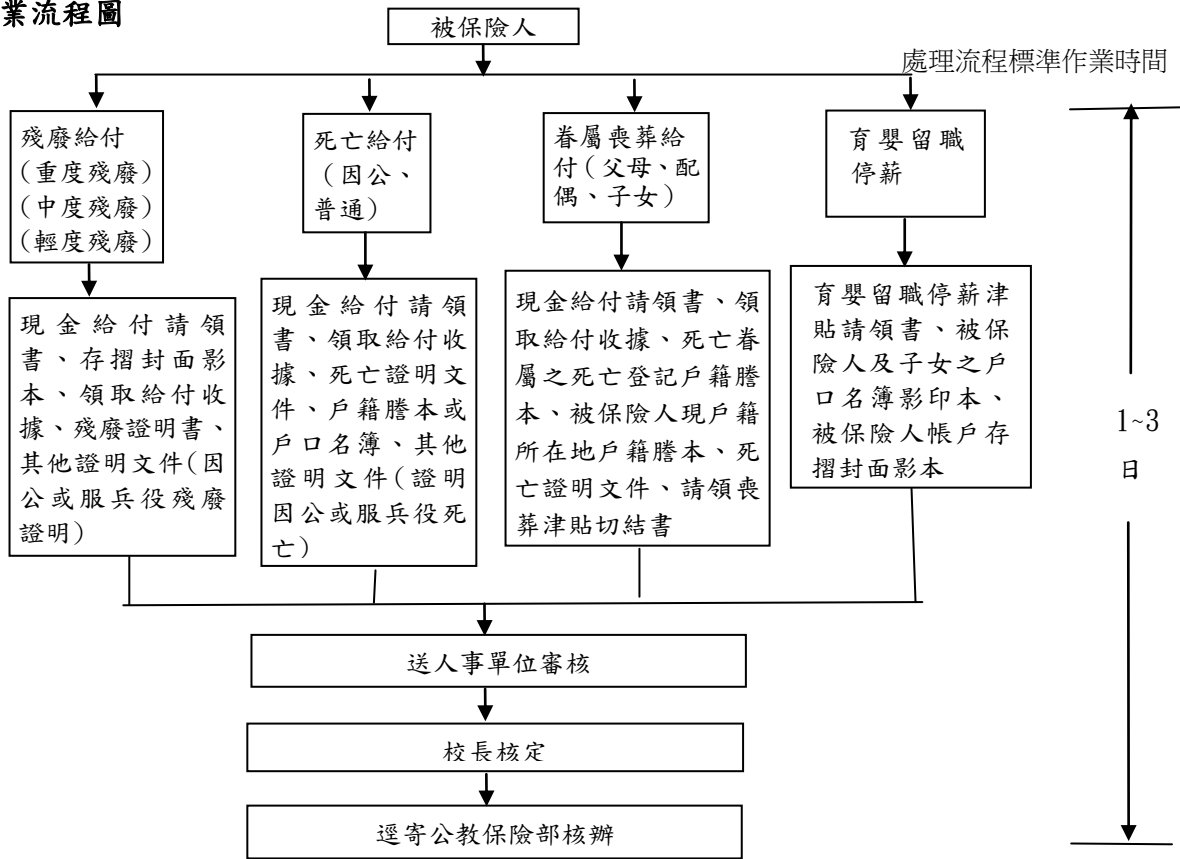 業流程圖
被保險人
處理流程標準作業時間
殘廢給付
(重度殘廢)
(中度殘廢)
(輕度殘廢)
死亡給付
(因公、
普通)
眷屬喪葬給
付(父母、配
偶、子女)
育嬰留職
停薪
現金給付請領
書、存摺封面影
本、領取給付收
據、殘廢證明書、
其他證明文件(因
公或服兵役殘廢
證明)
現金給付請領
書、領取給付收
據、死亡證明文
件、戶籍謄本或
戶口名簿、其他
證明文件(證明
因公或服兵役死
亡)
現金給付請領書、領
取給付收據、死亡眷
屬之死亡登記戶籍謄
本、被保險人現戶籍
所在地戶籍謄本、死
亡證明文件、請領喪
葬津貼切結書
育嬰留職停薪津
貼請領書、被保
險人及子女之戶
口名簿影印本、
被保險人帳戶存
摺封面影本
1~3
日
送人事單位審核
校長核定
逕寄公教保險部核辦